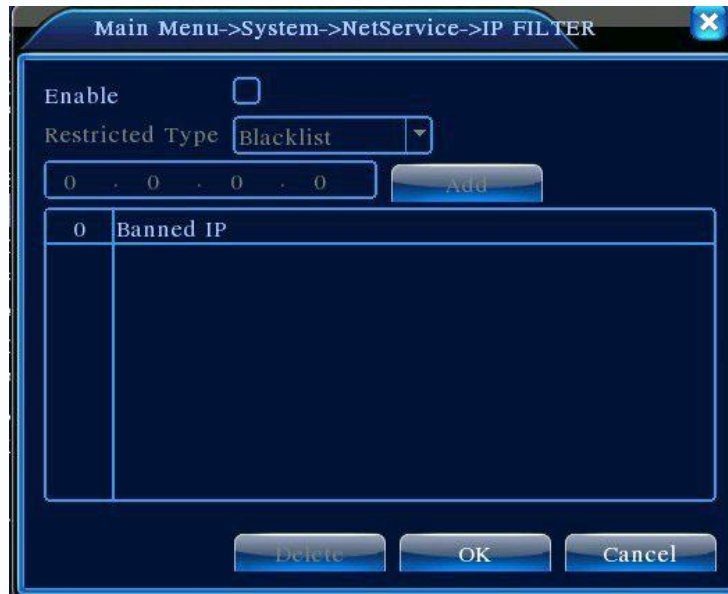 Main Menu->System->NetService->IP FILTER
Enable
Restricted Type Blacklist
0 . 0 . 0 . 0 Add
0 Banned IP
Delete OK Cancel